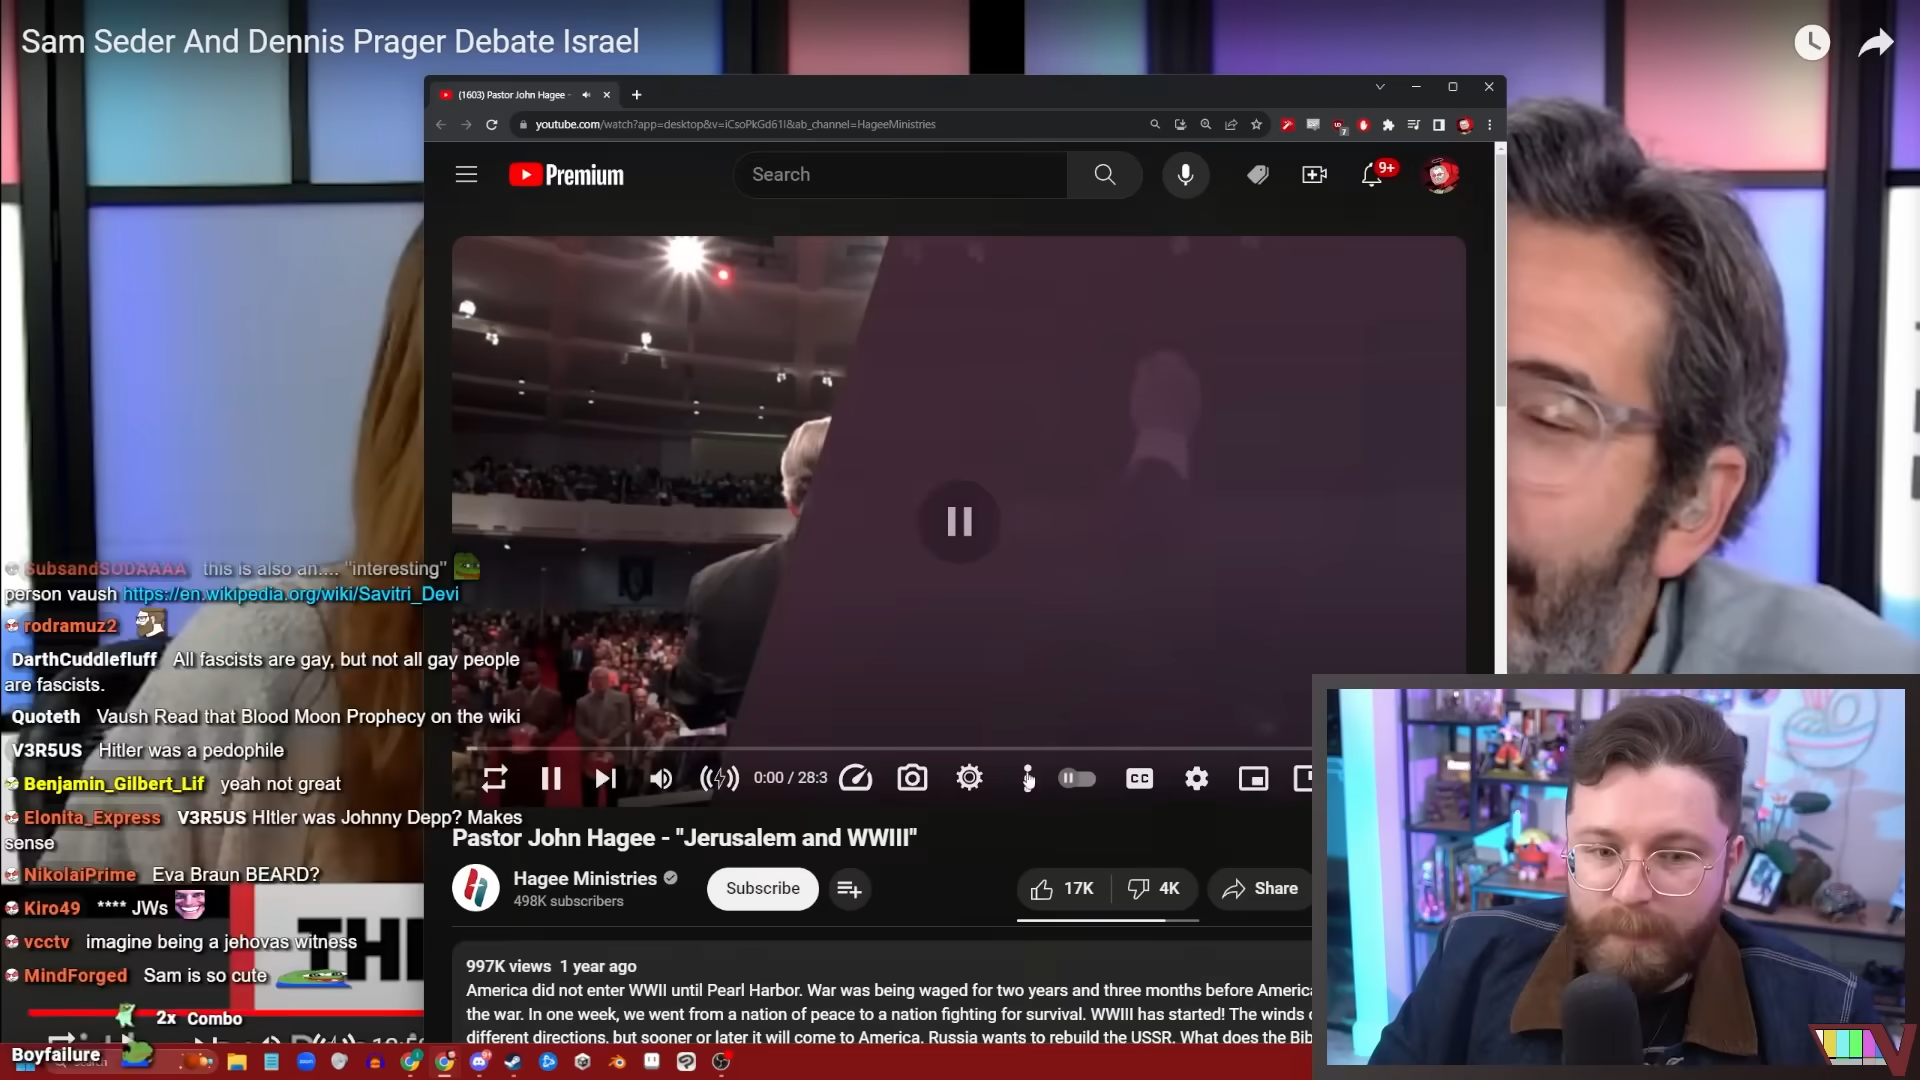 Sam Seder And Dennis Prager Debate Israel
(1603) Pastor John Hagee -
youtube.com/watch?app=desktop&v=iCsoPkGd61I&ab_channel=HageeMinistries
Premium
Search
9+
SubsandSODAAAA this is also an.... "interesting"
person vaush https://en.wikipedia.org/wiki/Savitri_Devi
rodramuz2
DarthCuddlefluff All fascists are gay, but not all gay people
are fascists.
Quoteth Vaush Read that Blood Moon Prophecy on the wiki
V3R5US Hitler was a pedophile
Benjamin_Gilbert_Lif yeah not great
Elonita_Express V3R5US HItler was Johnny Depp? Makes
sense
NikolaiPrime Eva Braun BEARD?
Kiro49 **** JWs
vcctv imagine being a jehovas witness
MindForged Sam is so cute
2x Combo
Boyfailure
Search
THE
0:00 / 28:3
CC
Pastor John Hagee - "Jerusalem and WWIII"
Hagee Ministries
498K subscribers
Subscribe
17K
4K
Share
997K views 1 year ago
America did not enter WWII until Pearl Harbor. War was being waged for two years and three months before America
the war. In one week, we went from a nation of peace to a nation fighting for survival. WWIII has started! The winds
different directions, but sooner or later it will come to America. Russia wants to rebuild the USSR. What does the Bib